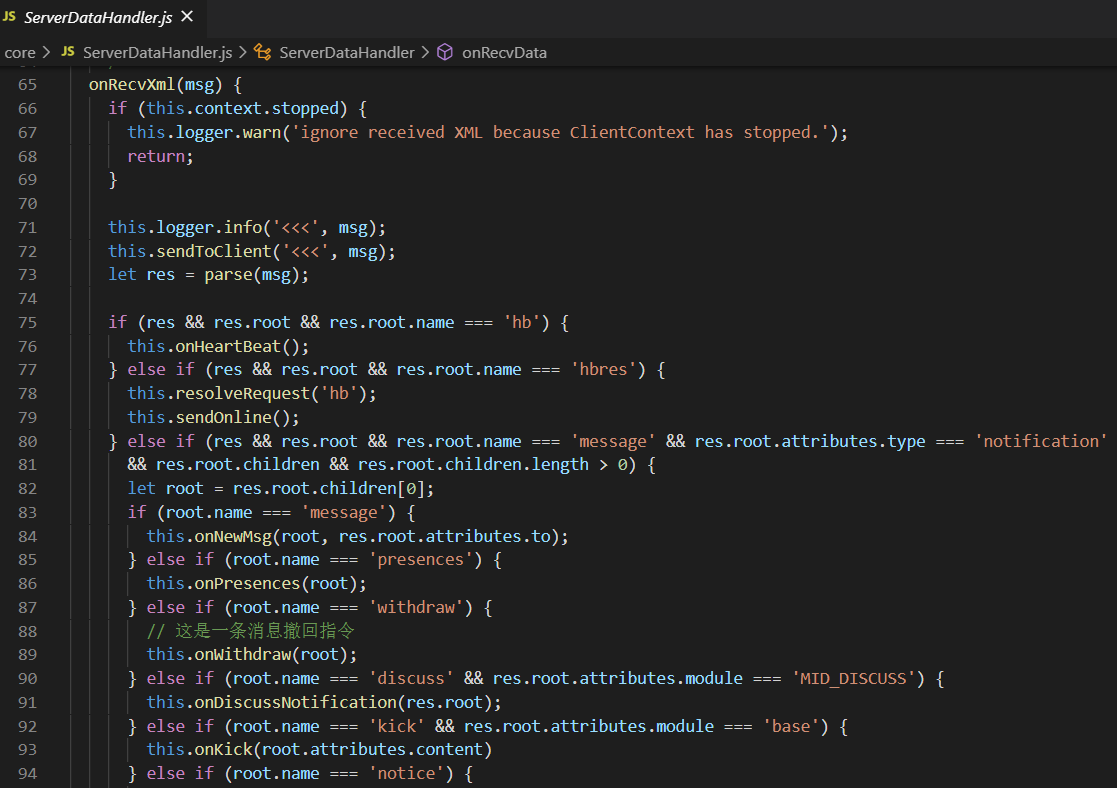 JS ServerDataHandler.js ×
core > JS ServerDataHandler.js > ServerDataHandler > onRecvData
65 onRecvXml(msg) {
66 if (this.context.stopped) {
67 this.logger.warn('ignore received XML because ClientContext has stopped.');
68 return;
69 }
70
71 this.logger.info('<<<', msg);
72 this.sendToClient('<<<', msg);
73 let res = parse(msg);
74
75 if (res && res.root && res.root.name === 'hb') {
76 this.onHeartBeat();
77 } else if (res && res.root && res.root.name === 'hbres') {
78 this.resolveRequest('hb');
79 this.sendOnline();
80 } else if (res && res.root && res.root.name === 'message' && res.root.attributes.type === 'notification'
81 && res.root.children && res.root.children.length > 0) {
82 let root = res.root.children[0];
83 if (root.name === 'message') {
84 this.onNewMsg(root, res.root.attributes.to);
85 } else if (root.name === 'presences') {
86 this.onPresences(root);
87 } else if (root.name === 'withdraw') {
88 // 这是一条消息撤回指令
89 this.onWithdraw(root);
90 } else if (root.name === 'discuss' && res.root.attributes.module === 'MID_DISCUSS') {
91 this.onDiscussNotification(res.root);
92 } else if (root.name === 'kick' && res.root.attributes.module === 'base') {
93 this.onKick(root.attributes.content)
94 } else if (root.name === 'notice') {